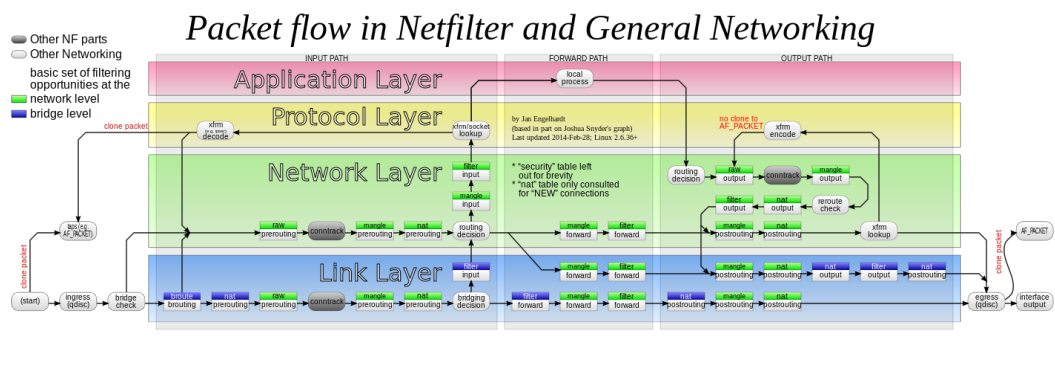 Packet flow in Netfilter and General Networking
Other NF parts
Other Networking
basic set of filtering
opportunities at the
network level
bridge level
INPUT PATH
FORWARD PATH
OUTPUT PATH
Application Layer
local
process
Protocol Layer
clone packet
xfrm
(e.g. ipsec)
decode
xfrm/socket
lookup
by Jan Engelhardt
(based in part on Joshua Snyder's graph)
Last updated 2014-Feb-28; Linux 2.6.36+
no clone to
AF_PACKET
xfrm
encode
Network Layer
filter
input
mangle
input
* "security" table left
out for brevity
* "nat" table only consulted
for "NEW" connections
routing
decision
raw
output
conntrack
mangle
output
filter
output
nat
output
reroute
check
taps (e.g.
AF_PACKET)
raw
prerouting
conntrack
mangle
prerouting
nat
prerouting
routing
decision
mangle
forward
filter
forward
mangle
postrouting
nat
postrouting
xfrm
lookup
AF_PACKET
clone packet
clone packet
Link Layer
filter
input
mangle
forward
filter
forward
mangle
postrouting
nat
postrouting
nat
output
filter
output
nat
postrouting
(start)
ingress
(qdisc)
bridge
check
broute
brouting
nat
prerouting
raw
prerouting
conntrack
mangle
prerouting
nat
prerouting
bridging
decision
filter
forward
mangle
forward
filter
forward
nat
postrouting
mangle
postrouting
nat
postrouting
egress
(qdisc)
interface
output